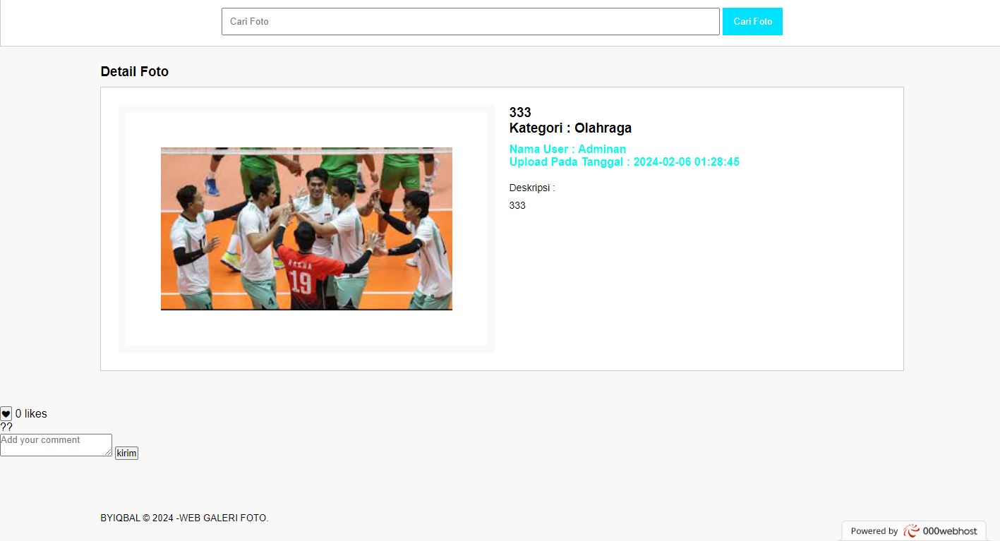 Cari Foto
Cari Foto
Detail Foto
333
Kategori : Olahraga
Nama User : Adminan
Upload Pada Tanggal : 2024-02-06 01:28:45
Deskripsi :
333
19
0 likes
??
Add your comment
kirim
BYIQBAL © 2024 -WEB GALERI FOTO.
Powered by 000webhost